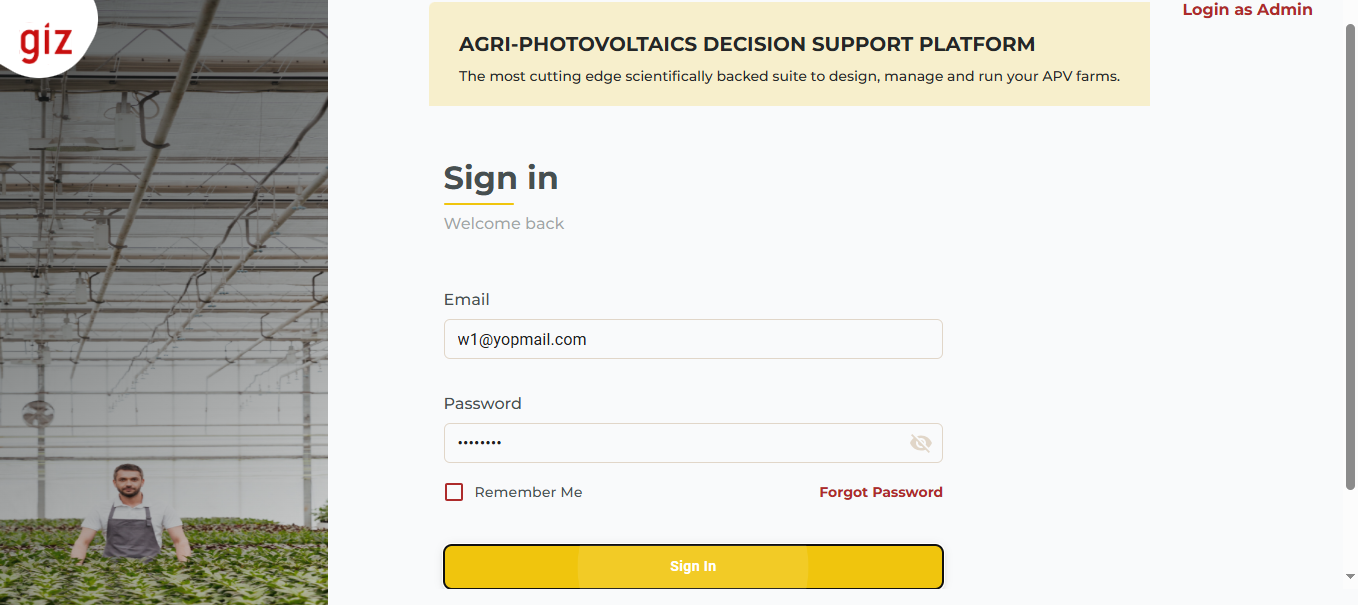 giz
Login as Admin
AGRI-PHOTOVOLTAICS DECISION SUPPORT PLATFORM
The most cutting edge scientifically backed suite to design, manage and run your APV farms.
Sign in
Welcome back
Email
w1@yopmail.com
Password
••••••••
Remember Me
Forgot Password
Sign In